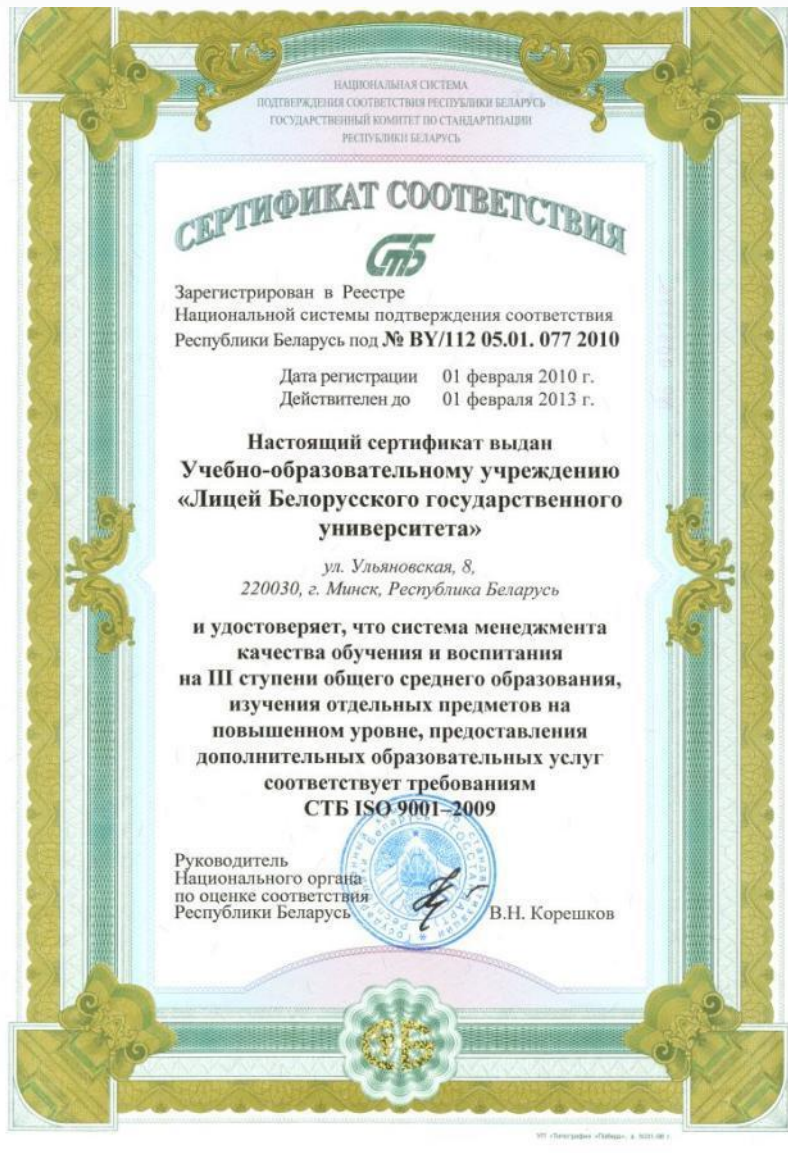 НАЦИОНАЛЬНАЯ СИСТЕМА
ПОДТВЕРЖДЕНИЯ СООТВЕТСТВИЯ РЕСПУБЛИКИ БЕЛАРУСЬ
ГОСУДАРСТВЕННЫЙ КОМИТЕТ ПО СТАНДАРТИЗАЦИИ
РЕСПУБЛИКИ БЕЛАРУСЬ
СЕРТИФИКАТ СООТВЕТСТВИЯ
СТБ
Зарегистрирован в Реестре
Национальной системы подтверждения соответствия
Республики Беларусь под № BY/112 05.01. 077 2010
Дата регистрации 01 февраля 2010 г.
Действителен до 01 февраля 2013 г.
Настоящий сертификат выдан
Учебно-образовательному учреждению
«Лицей Белорусского государственного
университета»
ул. Ульяновская, 8,
220030, г. Минск, Республика Беларусь
и удостоверяет, что система менеджмента
качества обучения и воспитания
на III ступени общего среднего образования,
изучения отдельных предметов на
повышенном уровне, предоставления
дополнительных образовательных услуг
соответствует требованиям
СТБ ISO 9001–2009
Руководитель
Национального органа
по оценке соответствия
Республики Беларусь В.Н. Корешков
УП «Типография «Победа»